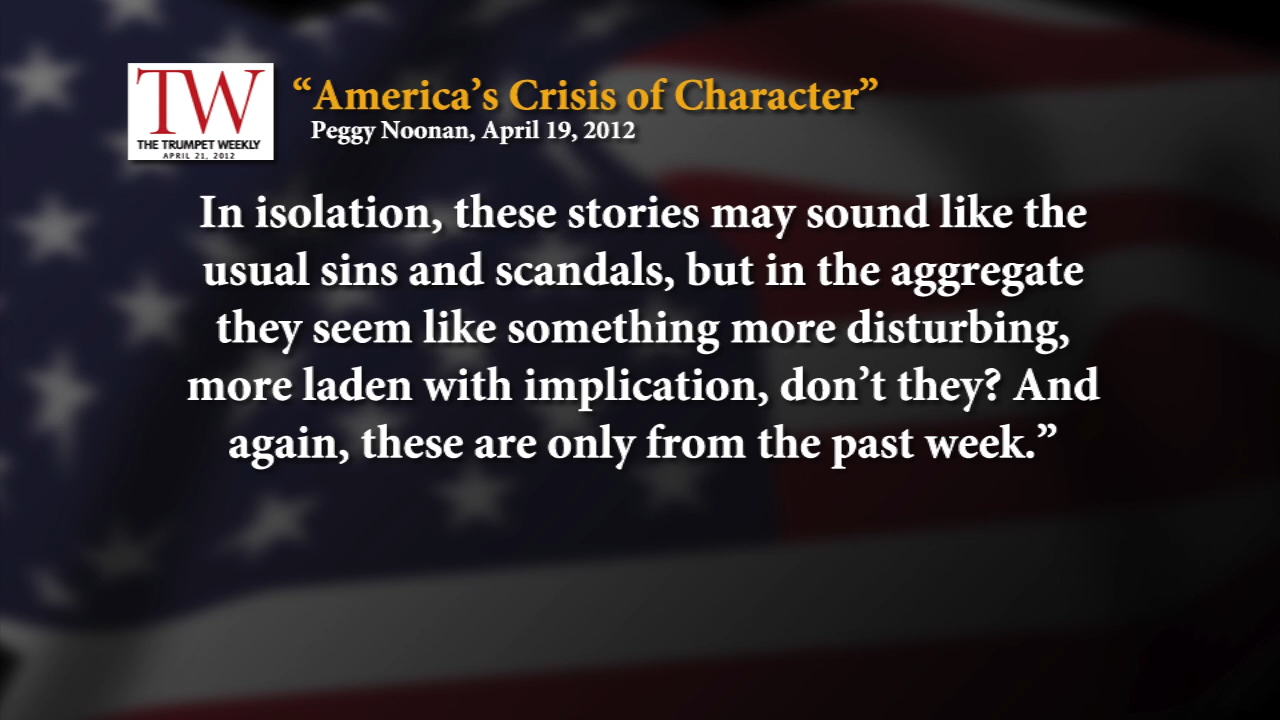 TW
THE TRUMPET WEEKLY
APRIL 21, 2012
“America’s Crisis of Character”
Peggy Noonan, April 19, 2012
In isolation, these stories may sound like the
usual sins and scandals, but in the aggregate
they seem like something more disturbing,
more laden with implication, don’t they? And
again, these are only from the past week.”